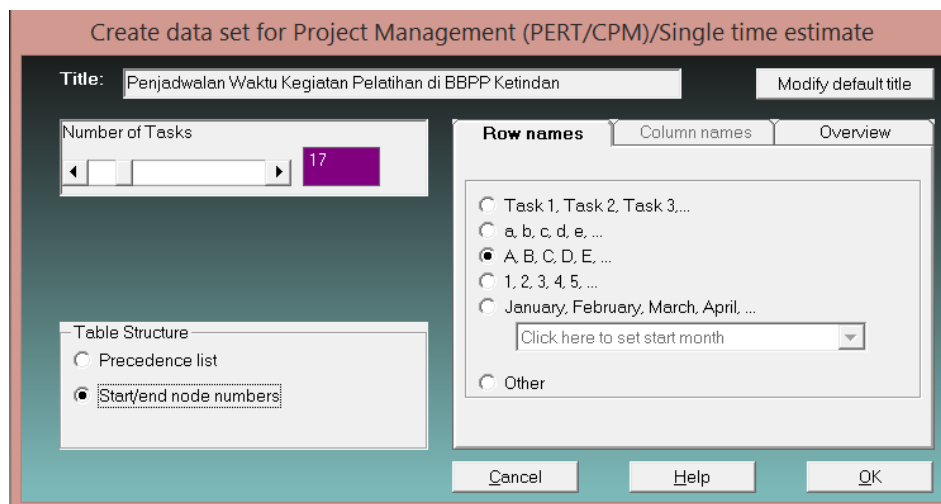 Create data set for Project Management (PERT/CPM)/Single time estimate
Title: Penjadwalan Waktu Kegiatan Pelatihan di BBPP Ketindan
Modify default title
Number of Tasks
17
Row names
Column names
Overview
Task 1, Task 2, Task 3,...
a, b, c, d, e, ...
A, B, C, D, E, ...
1, 2, 3, 4, 5, ...
January, February, March, April, ...
Click here to set start month
Other
Table Structure
Precedence list
Start/end node numbers
Cancel
Help
OK